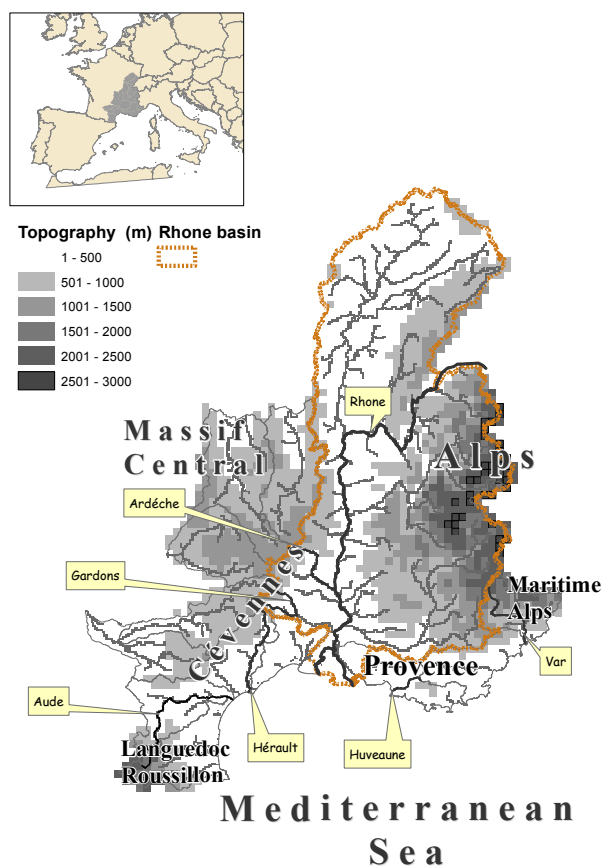 Topography (m) Rhone basin
1 - 500
501 - 1000
1001 - 1500
1501 - 2000
2001 - 2500
2501 - 3000
Rhone
Massif
Central
Alps
Ardéche
Gardons
Cévennes
Maritime
Alps
Provence
Var
Aude
Languedoc
Roussillon
Hérault
Huveaune
Mediterranean
Sea